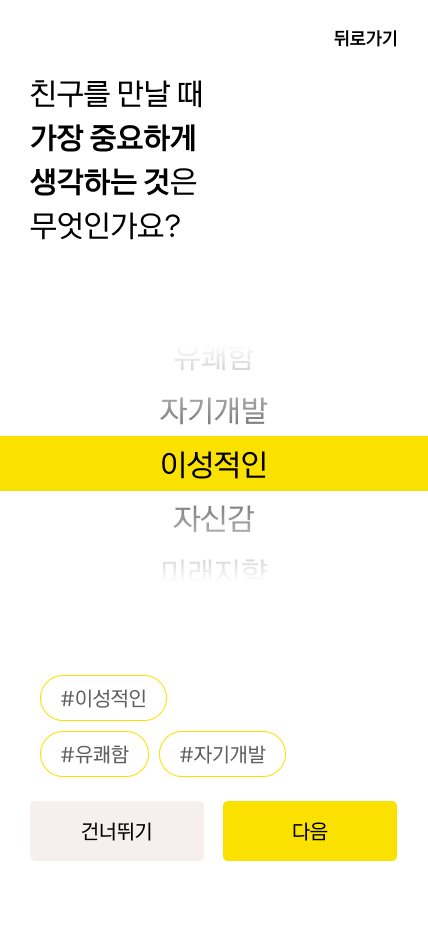 뒤로가기
친구를 만날 때
가장 중요하게
생각하는 것은
무엇인가요?
유쾌함
자기개발
이성적인
자신감
미래지향
#이성적인
#유쾌함 #자기개발
건너뛰기 다음